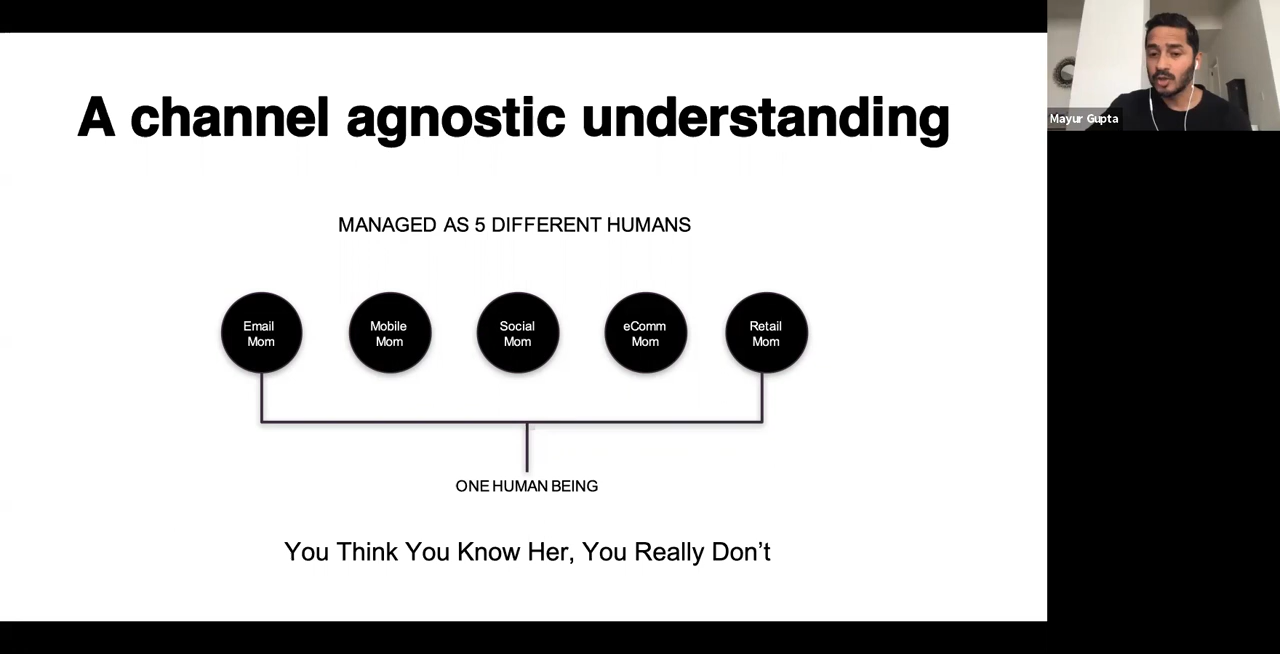 A channel agnostic understanding
MANAGED AS 5 DIFFERENT HUMANS
Email
Mom
Mobile
Mom
Social
Mom
eComm
Mom
Retail
Mom
ONE HUMAN BEING
You Think You Know Her, You Really Don’t
Mayur Gupta